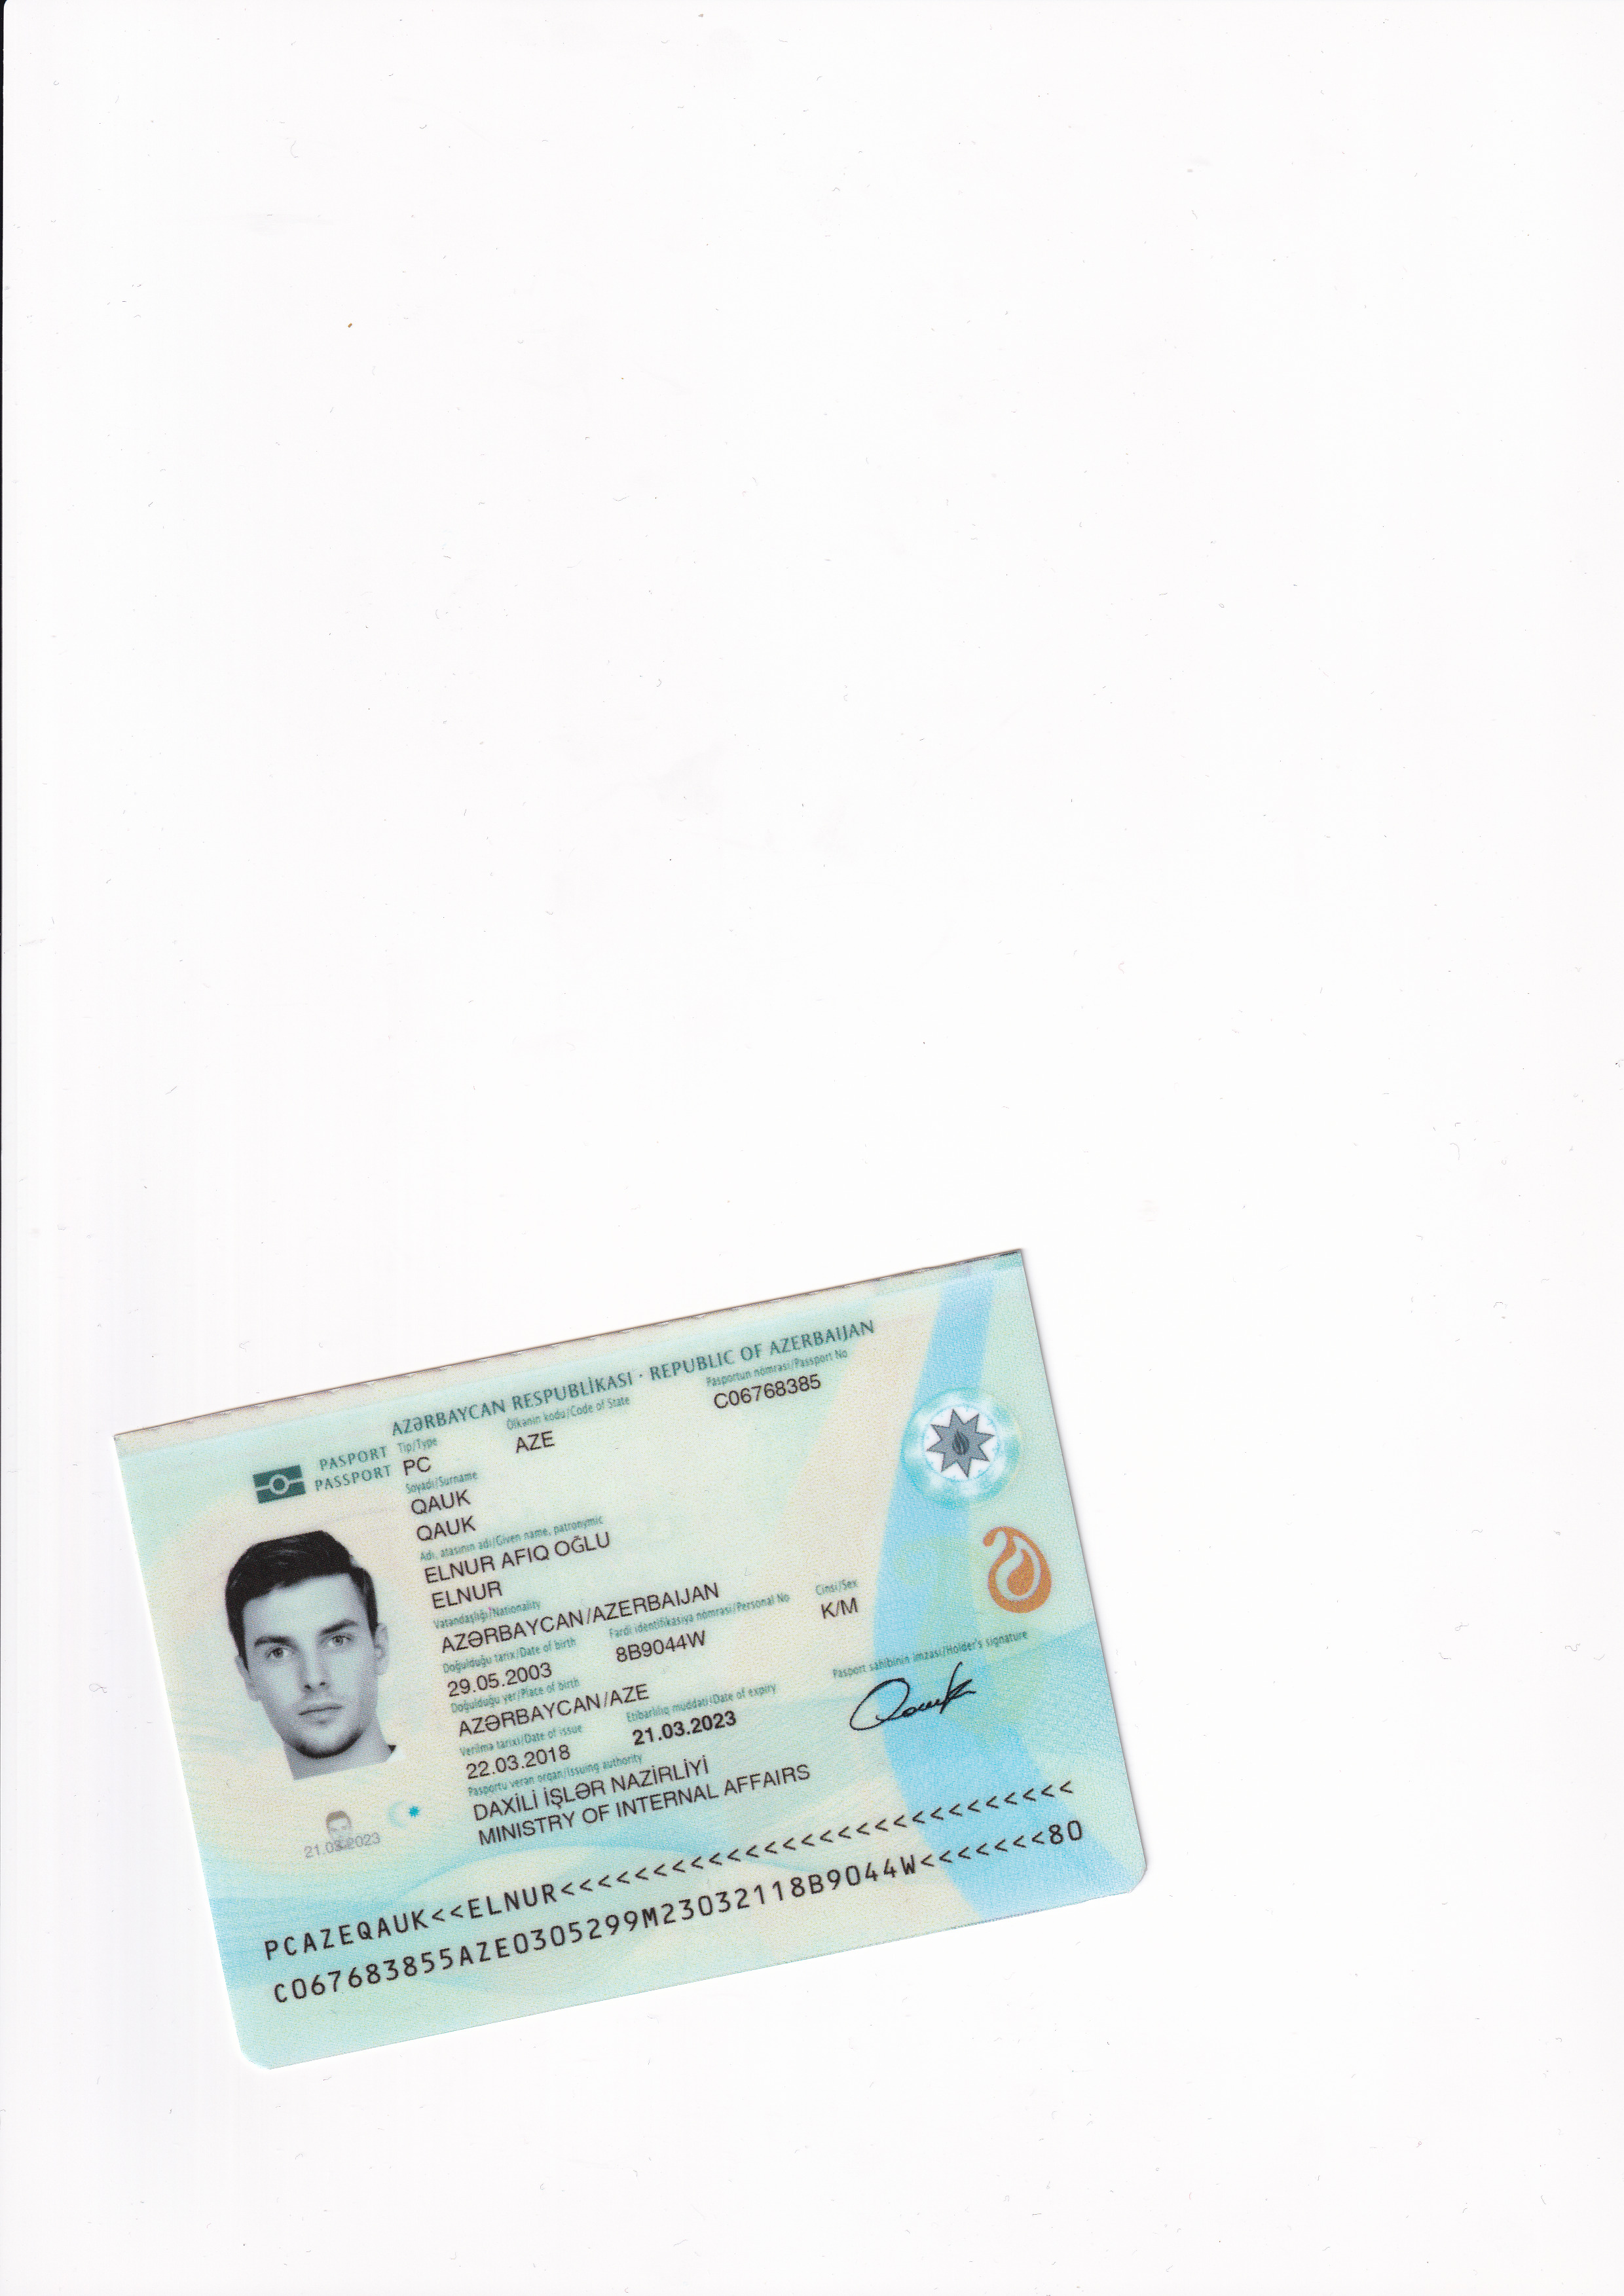 AZƏRBAYCAN RESPUBLİKASI · REPUBLIC OF AZERBAIJAN
PASPORT
PASSPORT
Tip/Type
PC
Ölkənin kodu/Code of State
AZE
Pasportun nömrəsi/Passport No
C06768385
Soyadı/Surname
QAUK
QAUK
Adı, atasının adı/Given name, patronymic
ELNUR AFIQ OĞLU
ELNUR
Vətəndaşlığı/Nationality
AZƏRBAYCAN/AZERBAIJAN
Doğulduğu tarix/Date of birth
29.05.2003
Fərdi identifikasiya nömrəsi/Personal No
8B9044W
Cinsi/Sex
K/M
Doğulduğu yer/Place of birth
AZƏRBAYCAN/AZE
Verilmə tarixi/Date of issue
22.03.2018
Etibarlılıq müddəti/Date of expiry
21.03.2023
Pasport sahibinin imzası/Holder's signature
Qauk
Pasportu verən orqan/Issuing authority
DAXİLİ İŞLƏR NAZİRLİYİ
MINISTRY OF INTERNAL AFFAIRS
21.03.2023
PCAZEQAUK<<ELNUR<<<<<<<<<<<<<<<<<<<<<<<<<<<<
C067683855AZE0305299M23032118B9044W<<<<<<<80